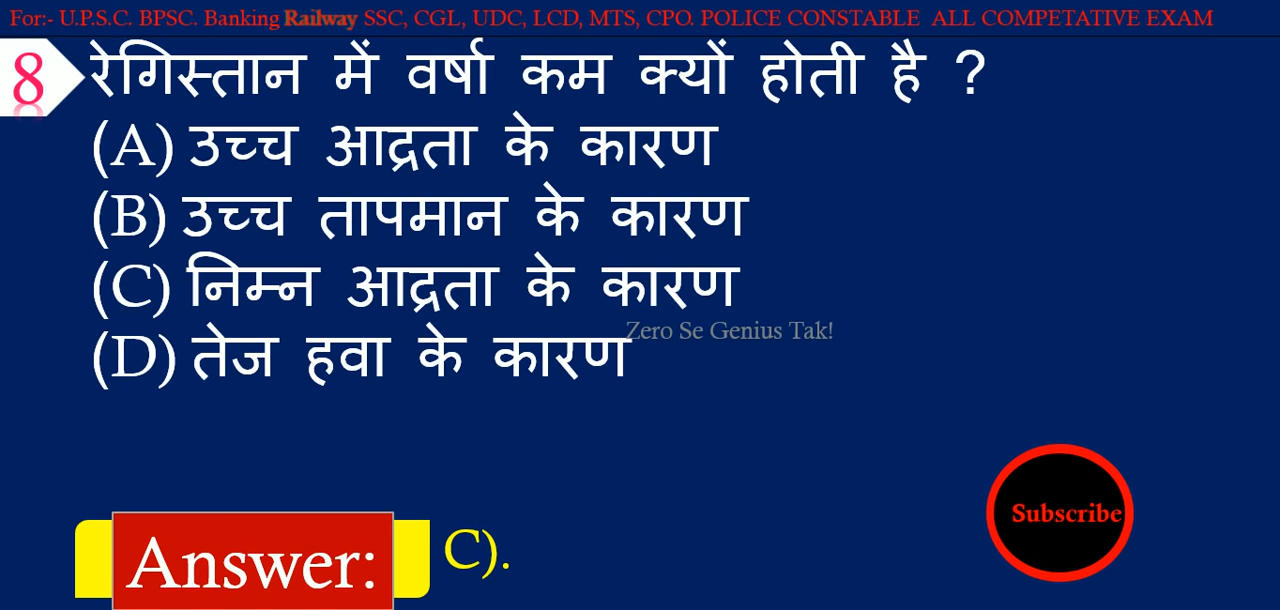 For:- U.P.S.C. BPSC. Banking Railway SSC, CGL, UDC, LCD, MTS, CPO. POLICE CONSTABLE ALL COMPETATIVE EXAM
8 रेगिस्तान में वर्षा कम क्यों होती है ?
(A) उच्च आद्रता के कारण
(B) उच्च तापमान के कारण
(C) निम्न आद्रता के कारण
Zero Se Genius Tak!
(D) तेज हवा के कारण
Subscribe
Answer: C).